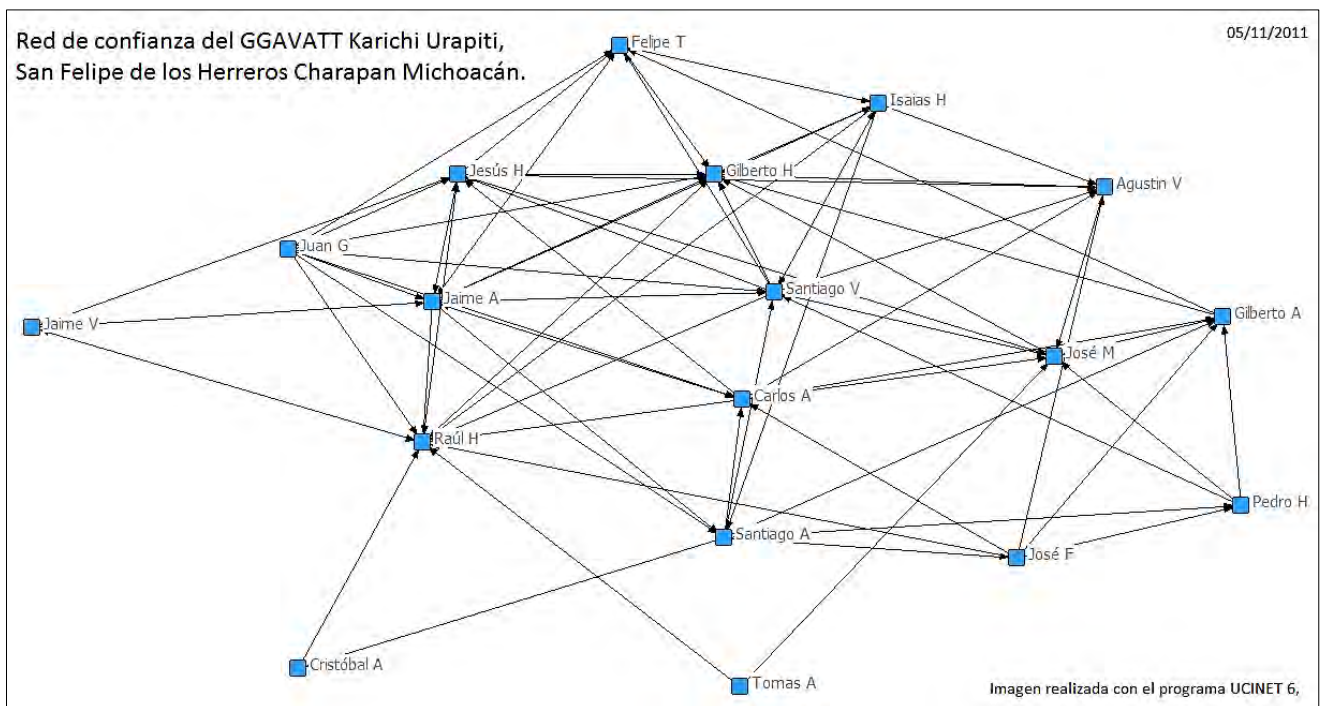 Red de confianza del GGAVATT Karichi Urapiti,
San Felipe de los Herreros Charapan Michoacán.
05/11/2011
Felipe T
Isaias H
Jesús H
Gilberto H
Agustin V
Juan G
Santiago V
Jaime A
Gilberto A
Jaime V
José M
Carlos A
Raúl H
Pedro H
Santiago A
José F
Cristóbal A
Tomas A
Imagen realizada con el programa UCINET 6,